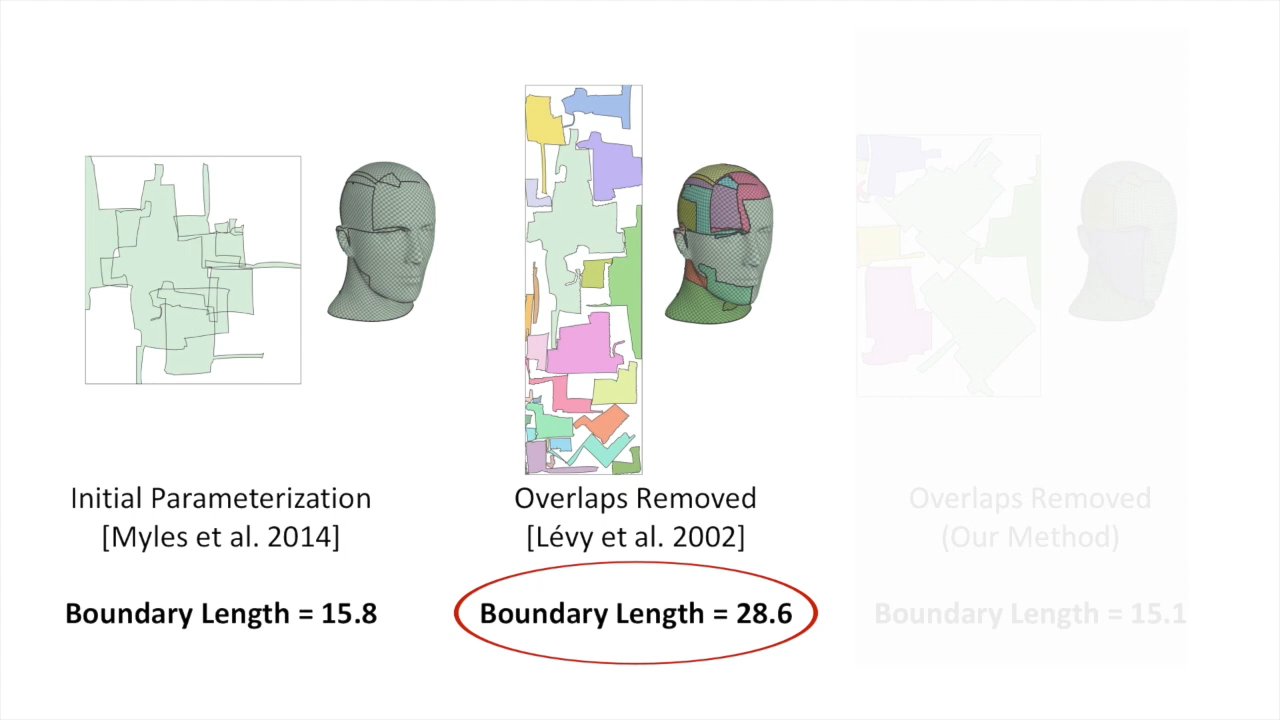 Initial Parameterization
[Myles et al. 2014]
Boundary Length = 15.8
Overlaps Removed
[Lévy et al. 2002]
Boundary Length = 28.6
Overlaps Removed
(Our Method)
Boundary Length = 15.1